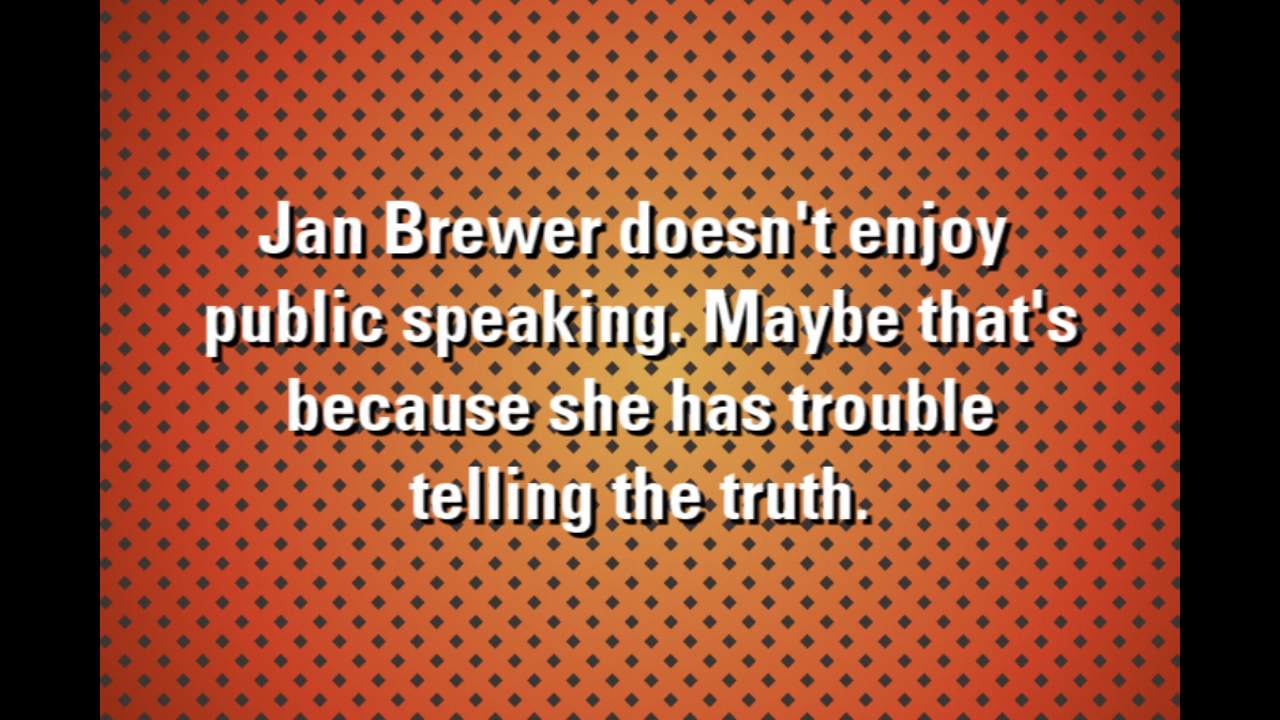 Jan Brewer doesn't enjoy
public speaking. Maybe that's
because she has trouble
telling the truth.